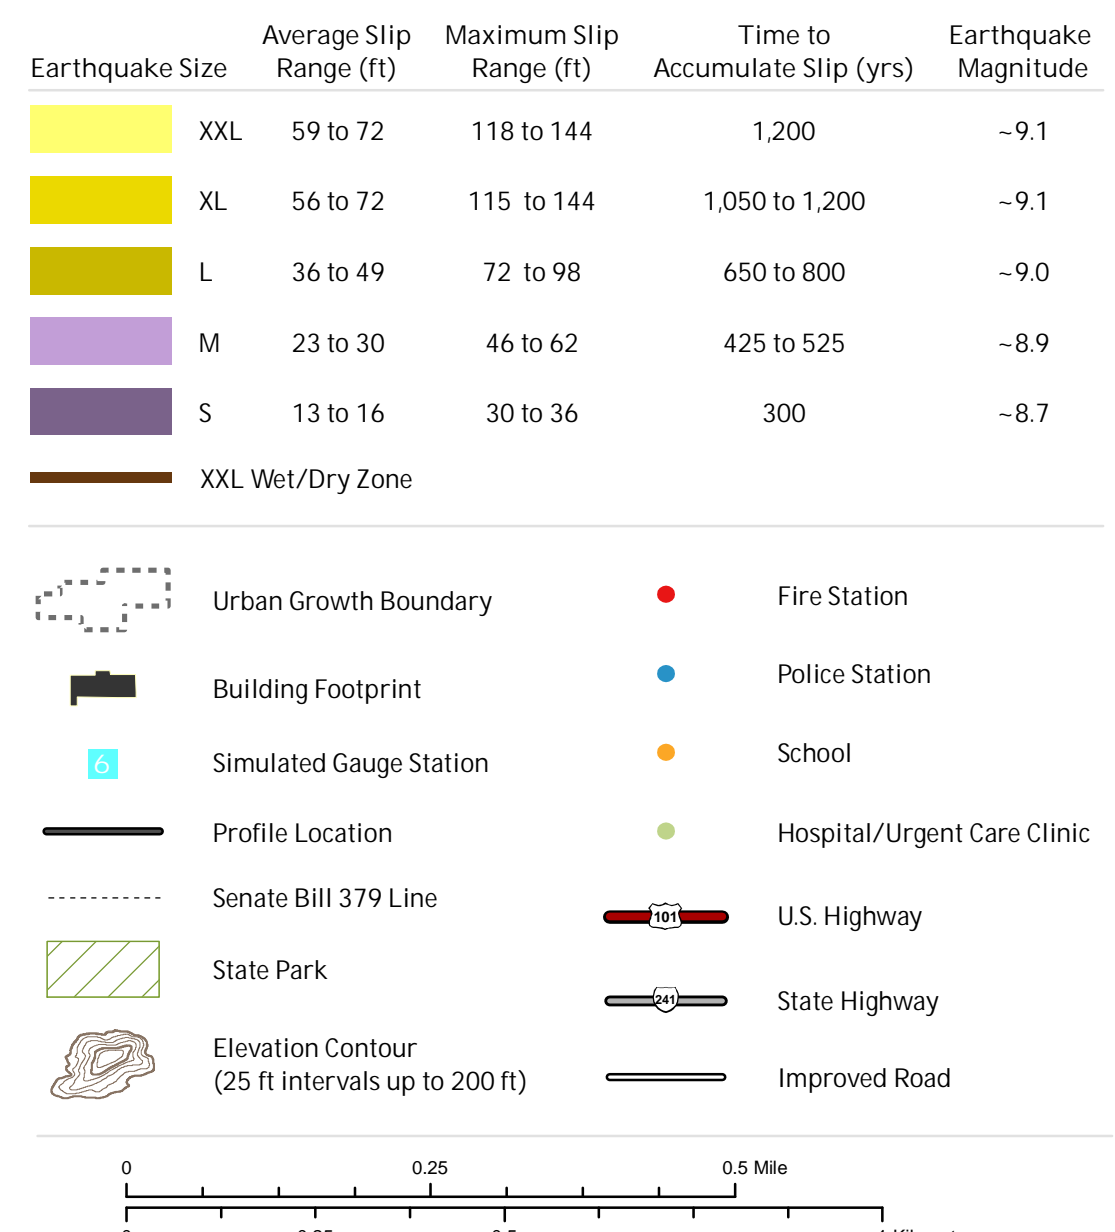 Earthquake Size Average Slip Range (ft) Maximum Slip Range (ft) Time to Accumulate Slip (yrs) Earthquake Magnitude
XXL 59 to 72 118 to 144 1,200 ~9.1
XL 56 to 72 115 to 144 1,050 to 1,200 ~9.1
L 36 to 49 72 to 98 650 to 800 ~9.0
M 23 to 30 46 to 62 425 to 525 ~8.9
S 13 to 16 30 to 36 300 ~8.7
XXL Wet/Dry Zone
Urban Growth Boundary
Building Footprint
6 Simulated Gauge Station
Profile Location
Senate Bill 379 Line
State Park
Elevation Contour
(25 ft intervals up to 200 ft)
Fire Station
Police Station
School
Hospital/Urgent Care Clinic
101 U.S. Highway
241 State Highway
Improved Road
0 0.25 0.5 Mile